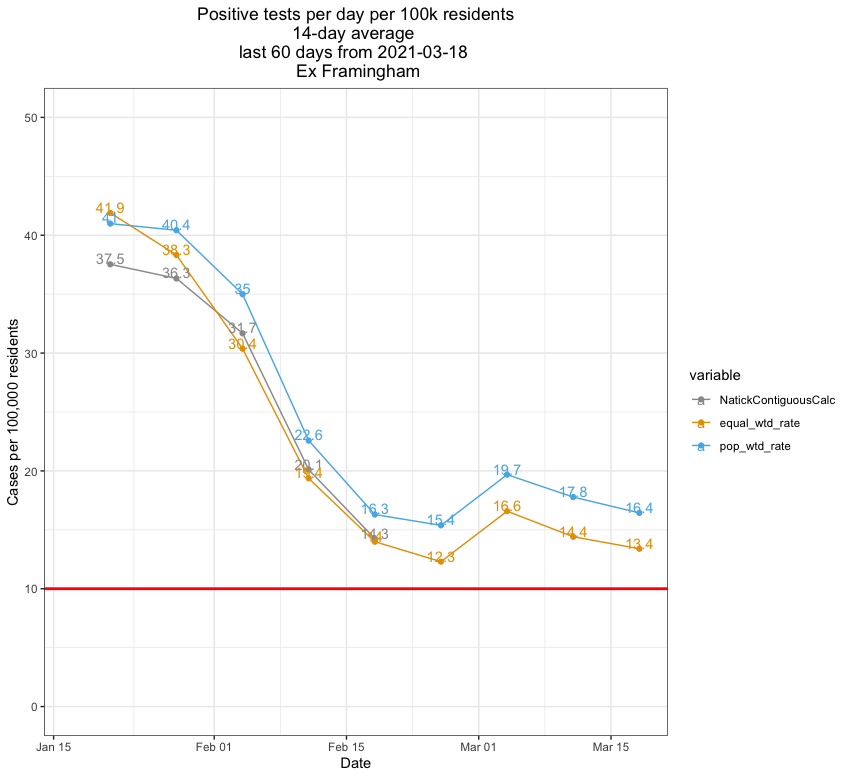 Positive tests per day per 100k residents
14-day average
last 60 days from 2021-03-18
Ex Framingham
Cases per 100,000 residents
50
40
30
20
10
0
41.9
41
37.5
40.4
38.3
36.3
35
31.7
30.4
22.6
20.1
19.4
16.3
14.3
14
15.4
12.3
19.7
16.6
17.8
14.4
16.4
13.4
Jan 15
Feb 01
Feb 15
Mar 01
Mar 15
Date
variable
a NatickContiguousCalc
a equal_wtd_rate
a pop_wtd_rate